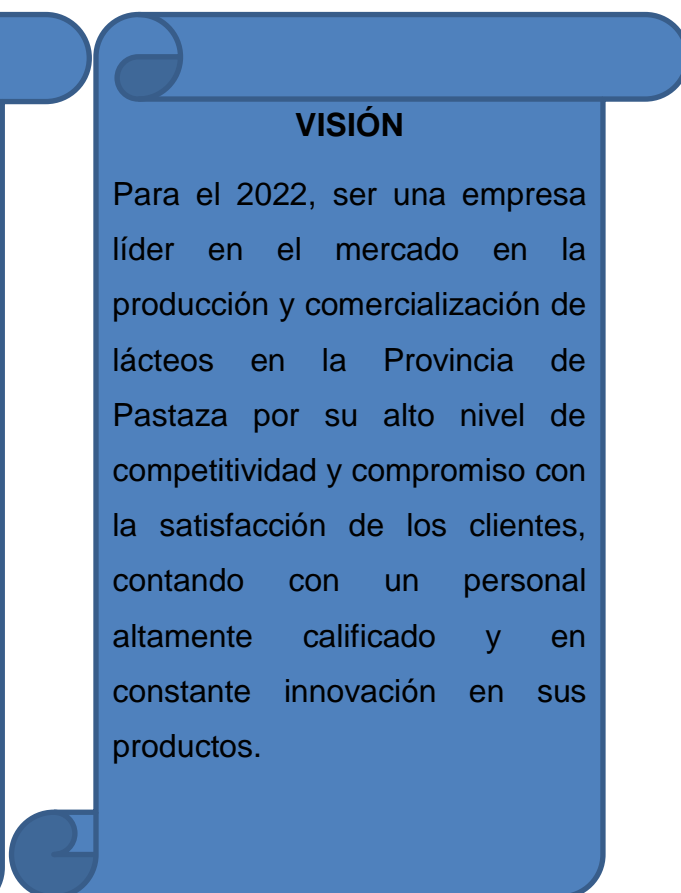 VISIÓN
Para el 2022, ser una empresa
líder en el mercado en la
producción y comercialización de
lácteos en la Provincia de
Pastaza por su alto nivel de
competitividad y compromiso con
la satisfacción de los clientes,
contando con un personal
altamente calificado y en
constante innovación en sus
productos.